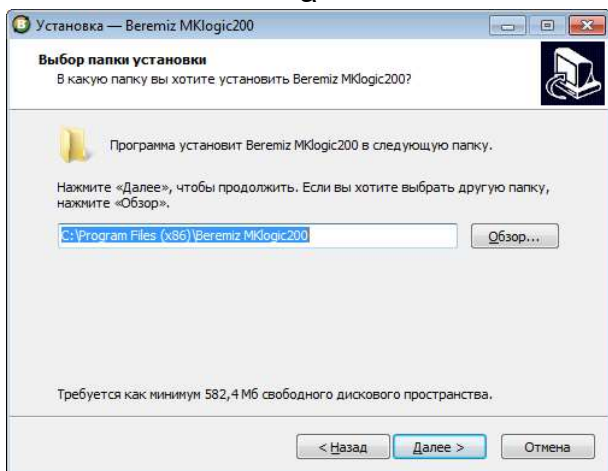 Установка — Beremiz MKlogic200
Выбор папки установки
В какую папку вы хотите установить Beremiz MKlogic200?
Программа установит Beremiz MKlogic200 в следующую папку.
Нажмите «Далее», чтобы продолжить. Если вы хотите выбрать другую папку,
нажмите «Обзор».
C:\Program Files (x86)\Beremiz MKlogic200
Обзор...
Требуется как минимум 582,4 Мб свободного дискового пространства.
< Назад
Далее >
Отмена